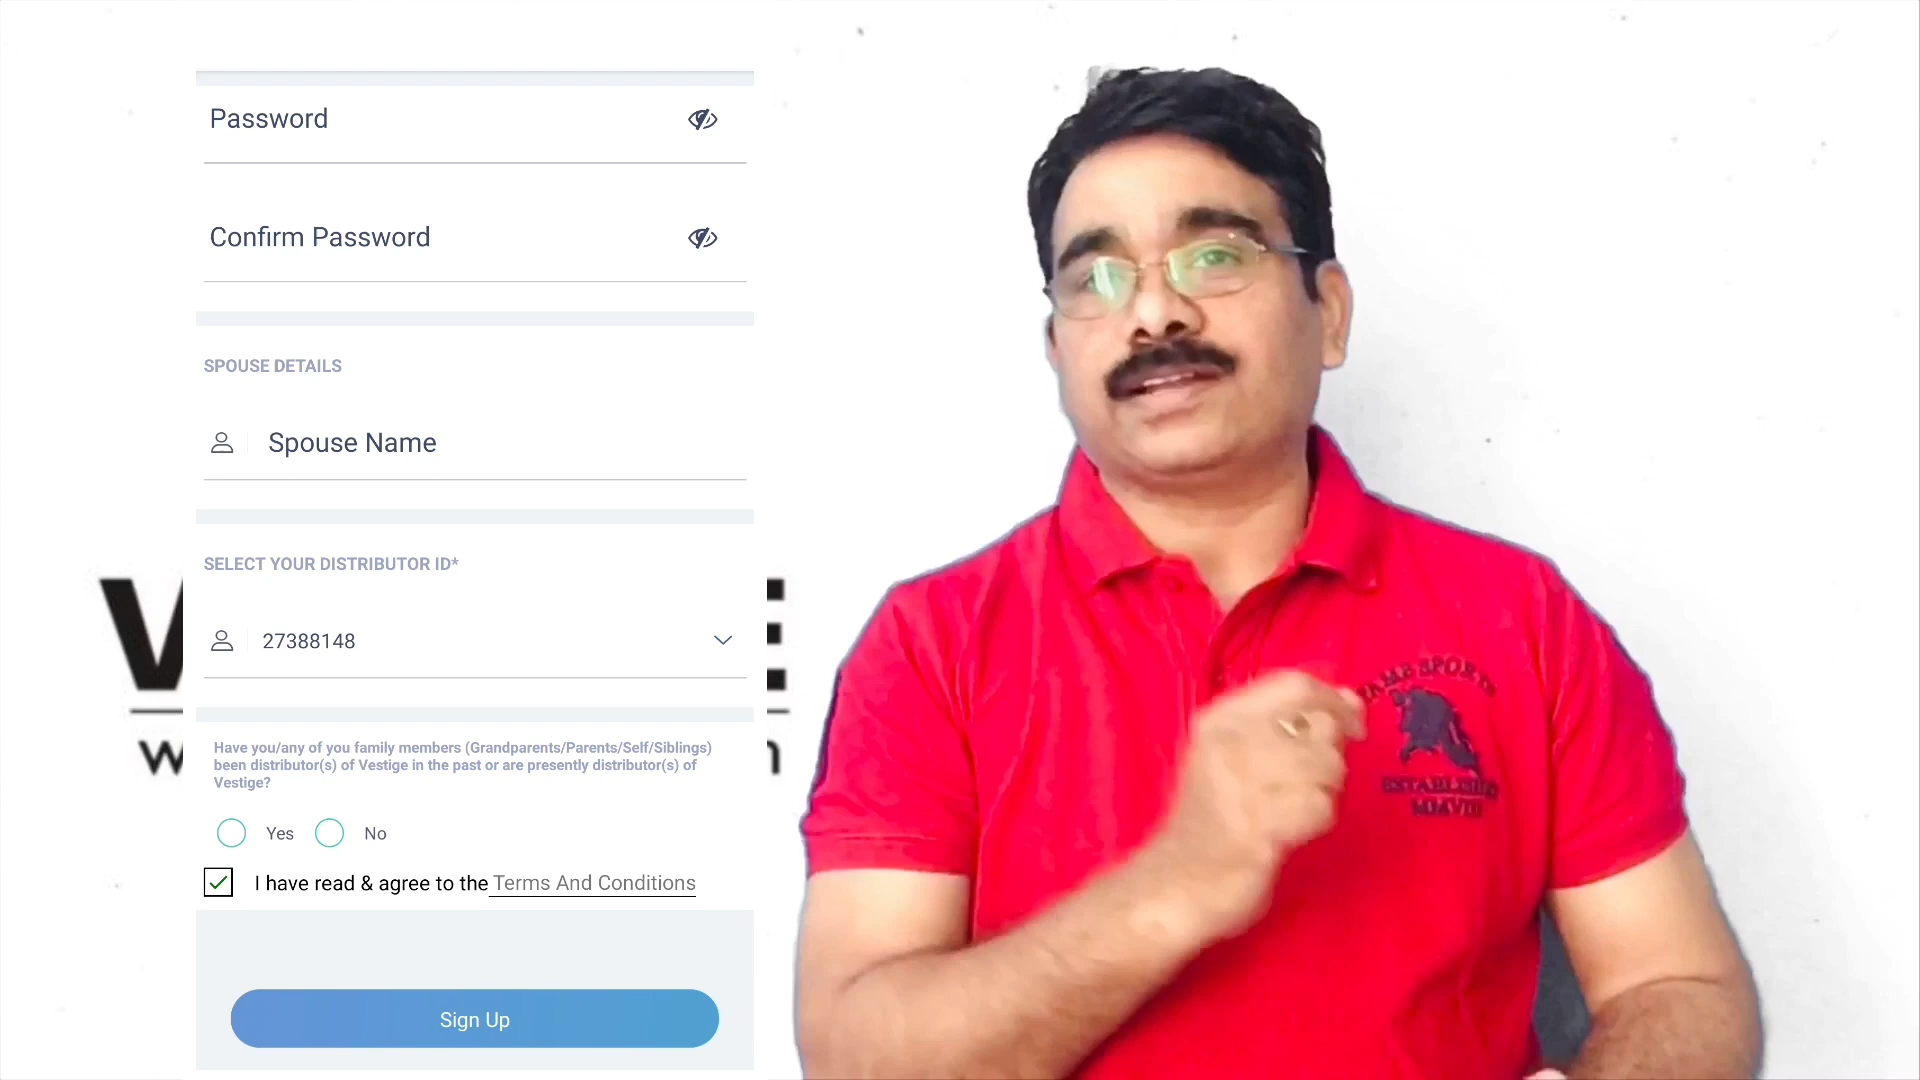 Password
Confirm Password
SPOUSE DETAILS
Spouse Name
SELECT YOUR DISTRIBUTOR ID*
27388148
Have you/any of you family members (Grandparents/Parents/Self/Siblings)
been distributor(s) of Vestige in the past or are presently distributor(s) of
Vestige?
Yes No
I have read & agree to the Terms And Conditions
Sign Up